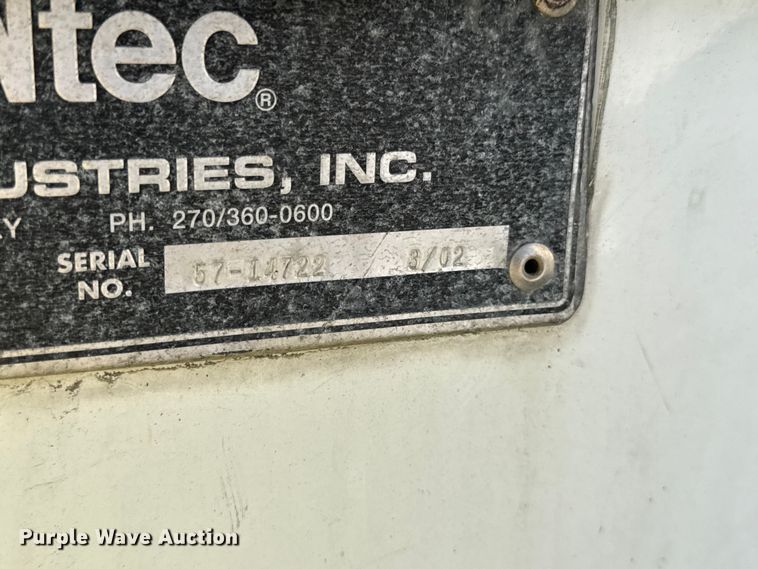 Ntec®
USTRIES, INC.
PH. 270/360-0600
SERIAL NO. 57-14722 / 3/02
Purple Wave Auction